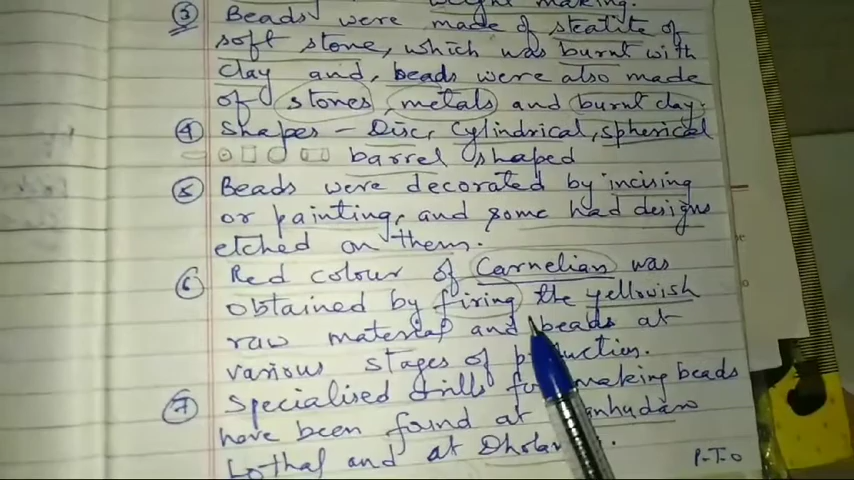 weight making.
③ Beads were made of steatite of
soft stone, which was burnt with
clay and, beads were also made
of stones, metals and burnt clay.
④ Shapes – Disc, Cylindrical, spherical
barrel shaped
⑤ Beads were decorated by incising
or painting, and some had designs
etched on them.
⑥ Red colour of Carnelian was
obtained by firing the yellowish
raw material and beads at
various stages of production.
⑦ Specialised drills for making beads
have been found at Chanhudaro
Lothal and at
P.T.O